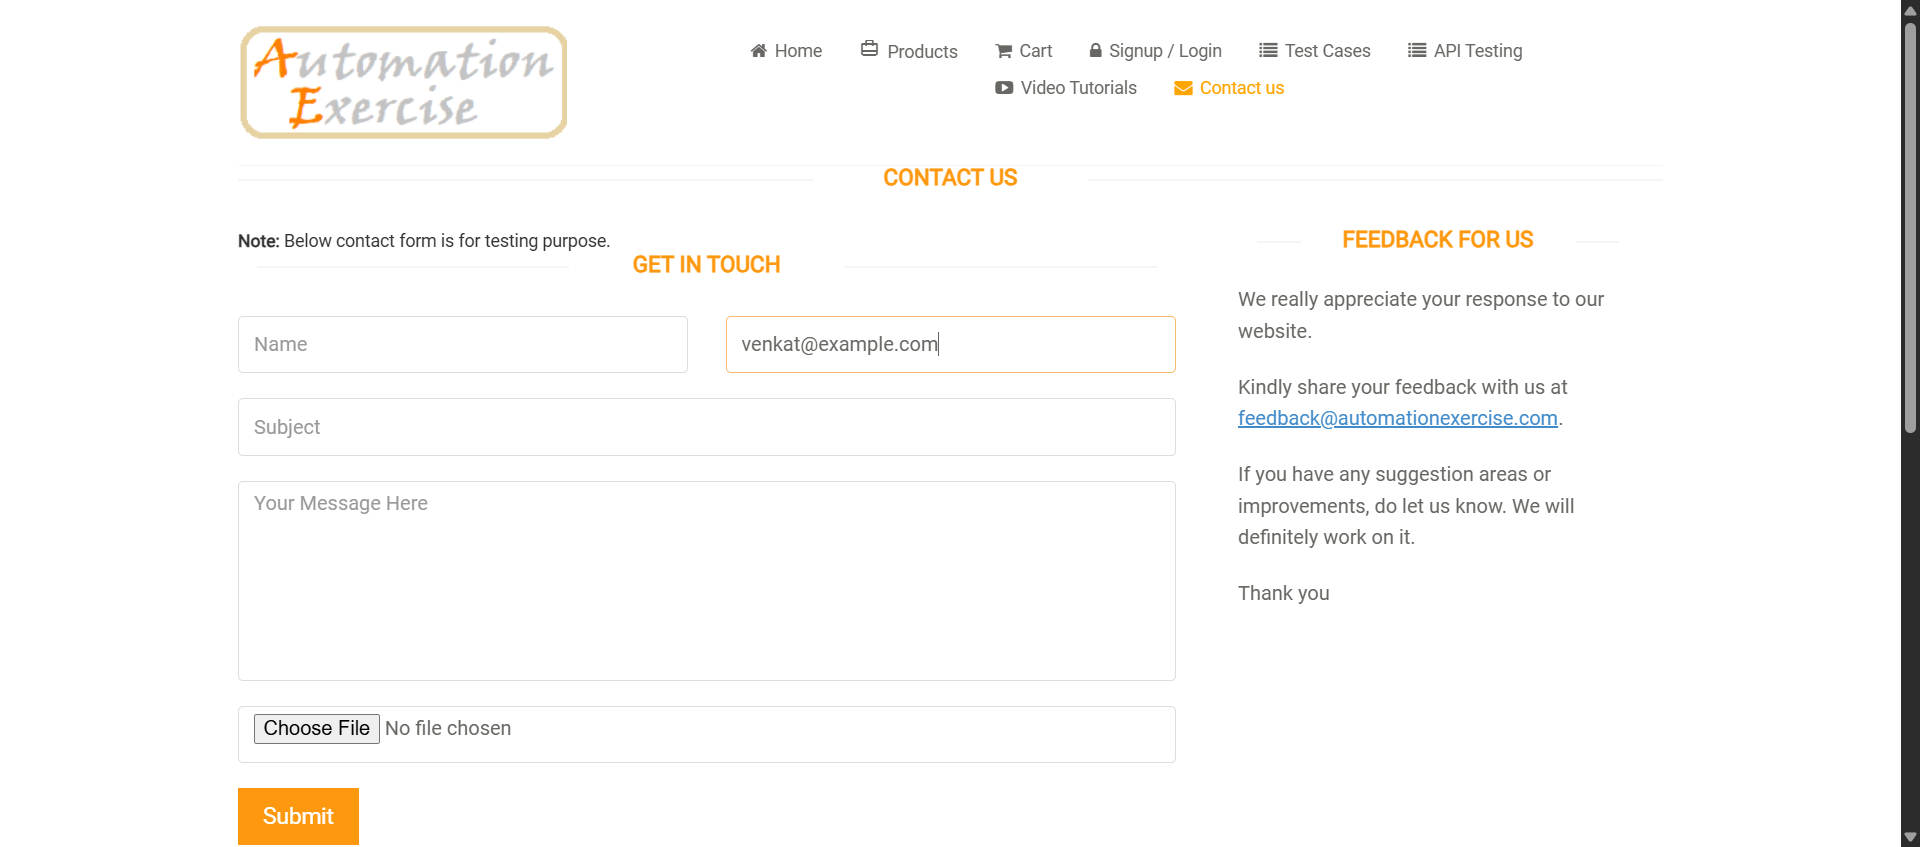 Automation
Exercise
Home
Products
Cart
Signup / Login
Test Cases
API Testing
Video Tutorials
Contact us
CONTACT US
Note: Below contact form is for testing purpose.
GET IN TOUCH
Name
venkat@example.com
Subject
Your Message Here
Choose File No file chosen
Submit
FEEDBACK FOR US
We really appreciate your response to our
website.
Kindly share your feedback with us at
feedback@automationexercise.com.
If you have any suggestion areas or
improvements, do let us know. We will
definitely work on it.
Thank you